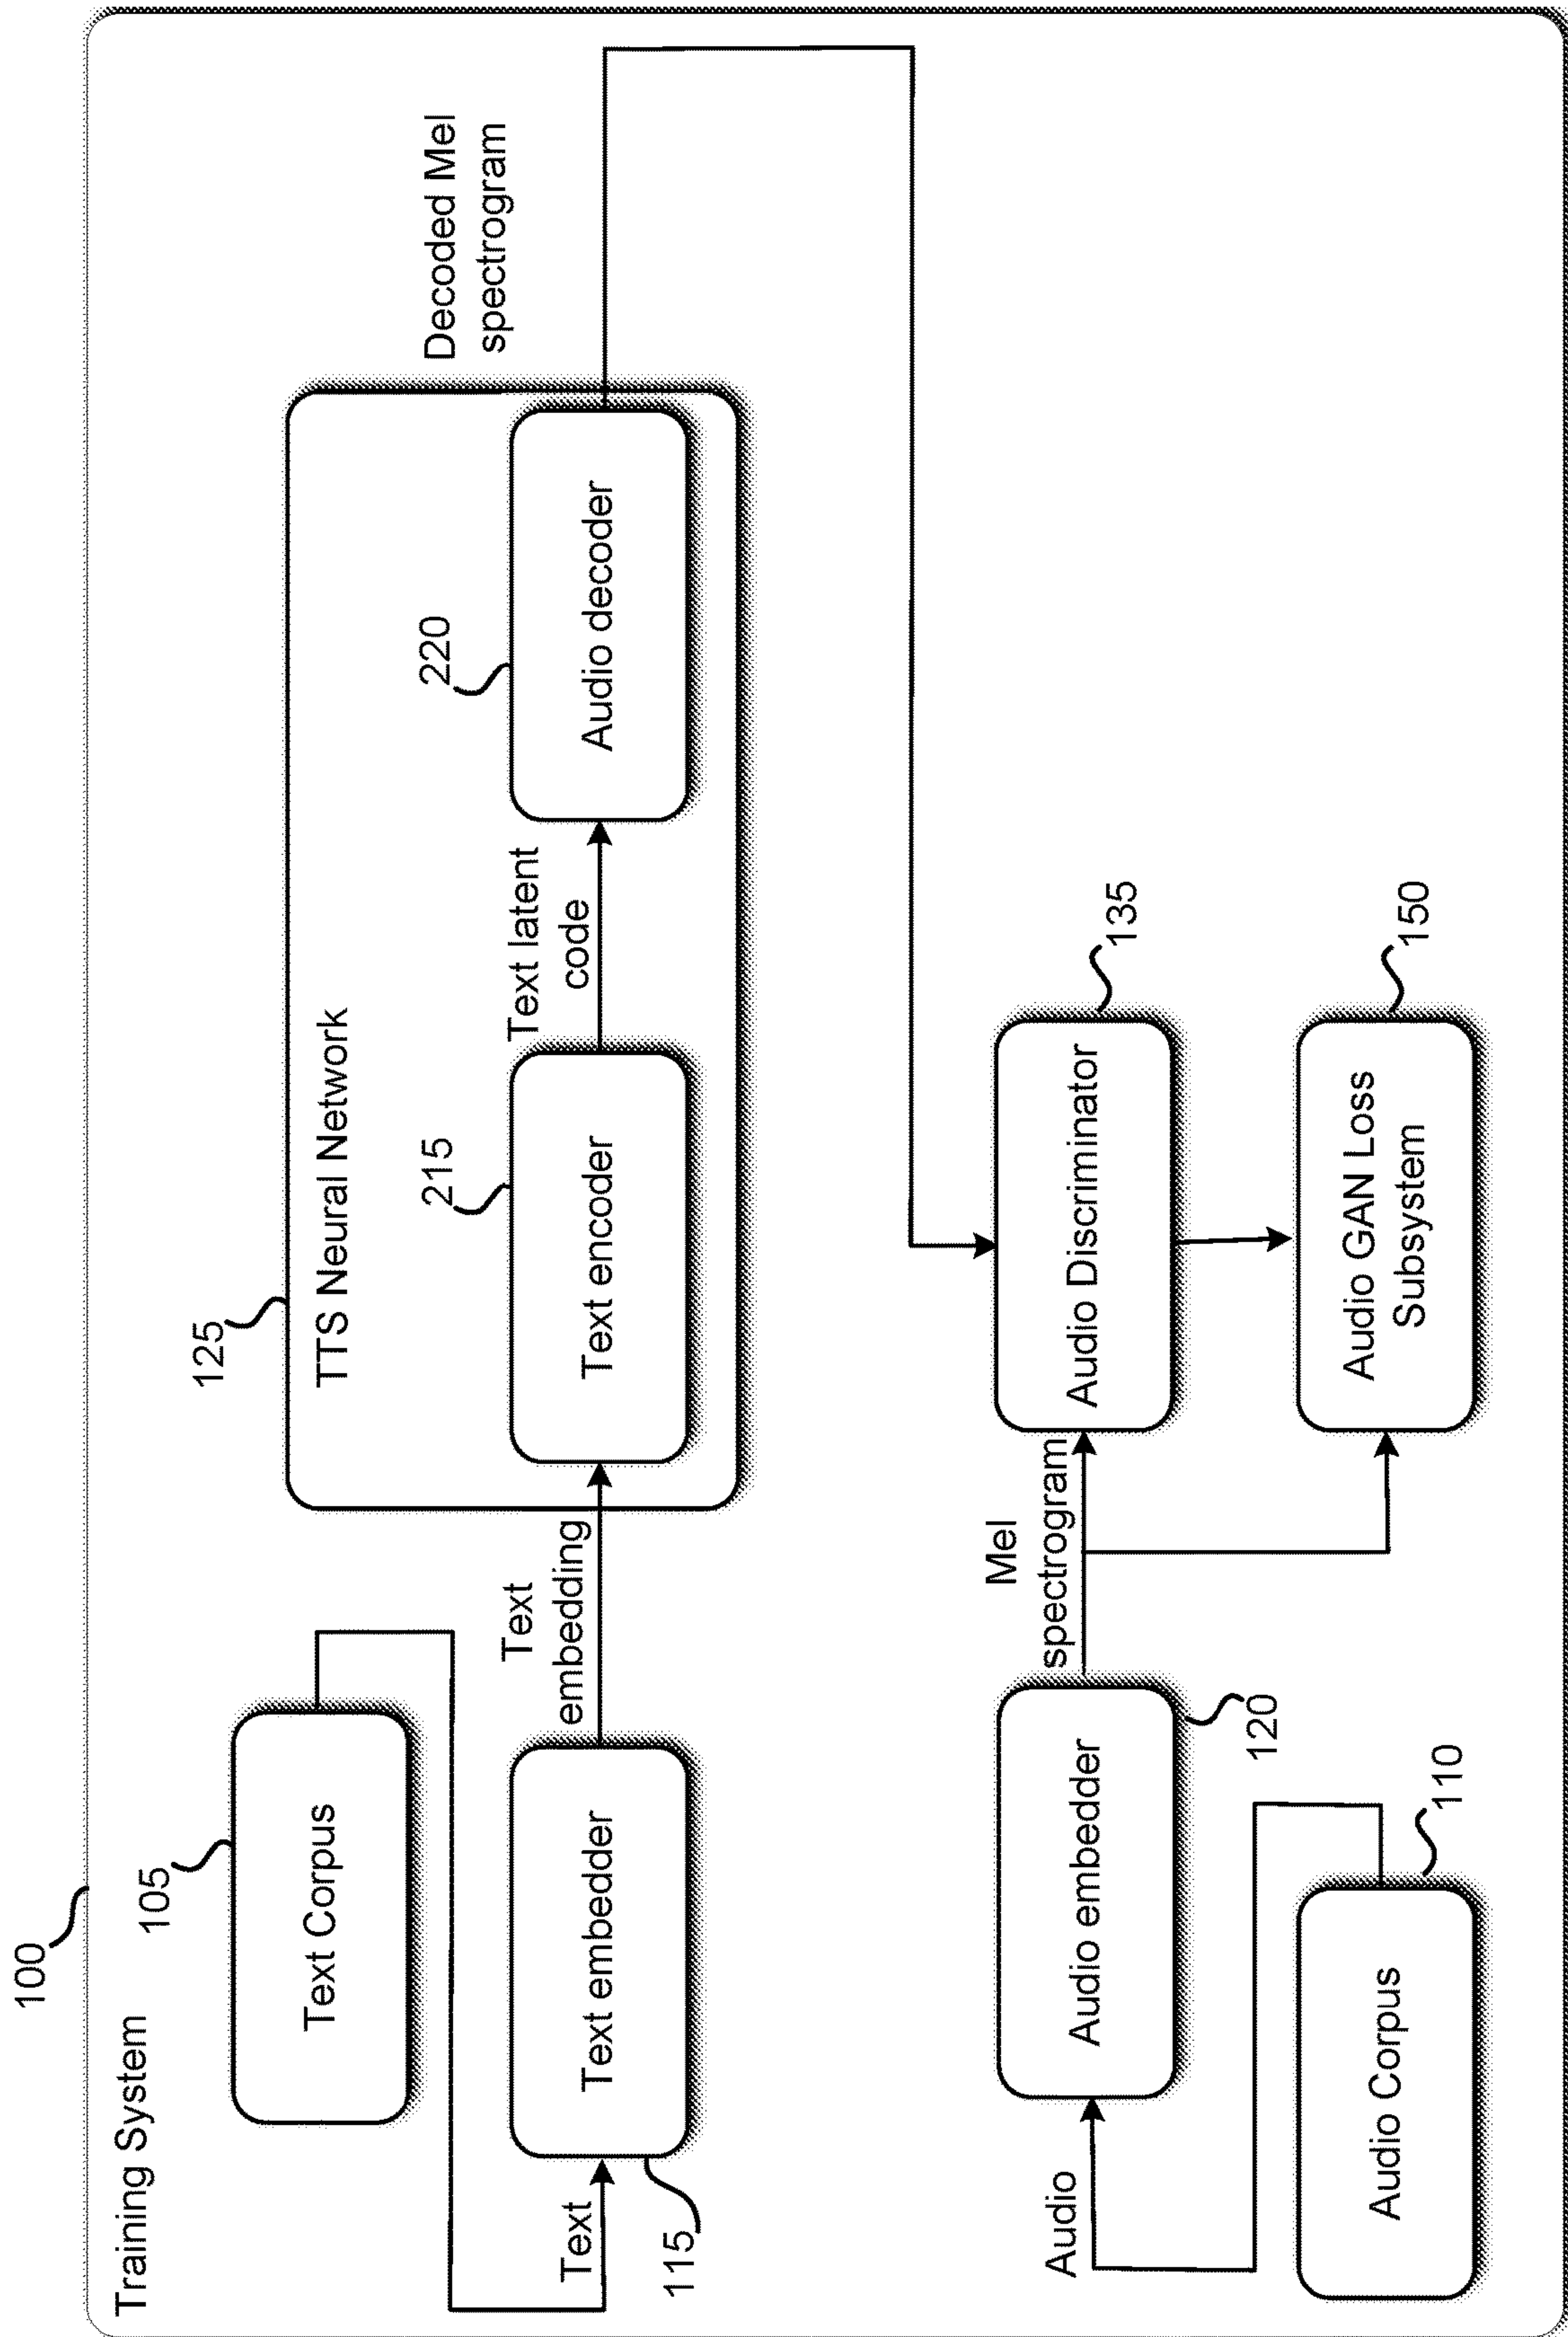 100
Training System
105
Text Corpus
Text
115
Text embedder
Text
embedding
125
TTS Neural Network
215
Text encoder
Text latent
code
220
Audio decoder
Decoded Mel
spectrogram
Audio
Audio embedder
120
Audio Corpus
110
Mel
spectrogram
Audio Discriminator
135
Audio GAN Loss
Subsystem
150